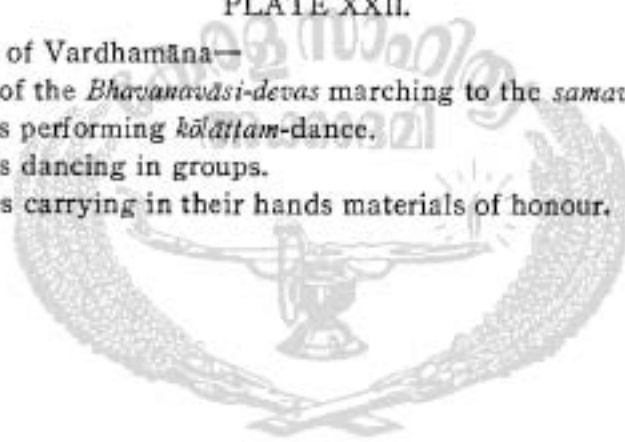 PLATE XXII.
of Vardhamāna—
of the Bhavanavāsi-devas marching to the samav
s performing kōlāṭṭam-dance.
s dancing in groups.
s carrying in their hands materials of honour.